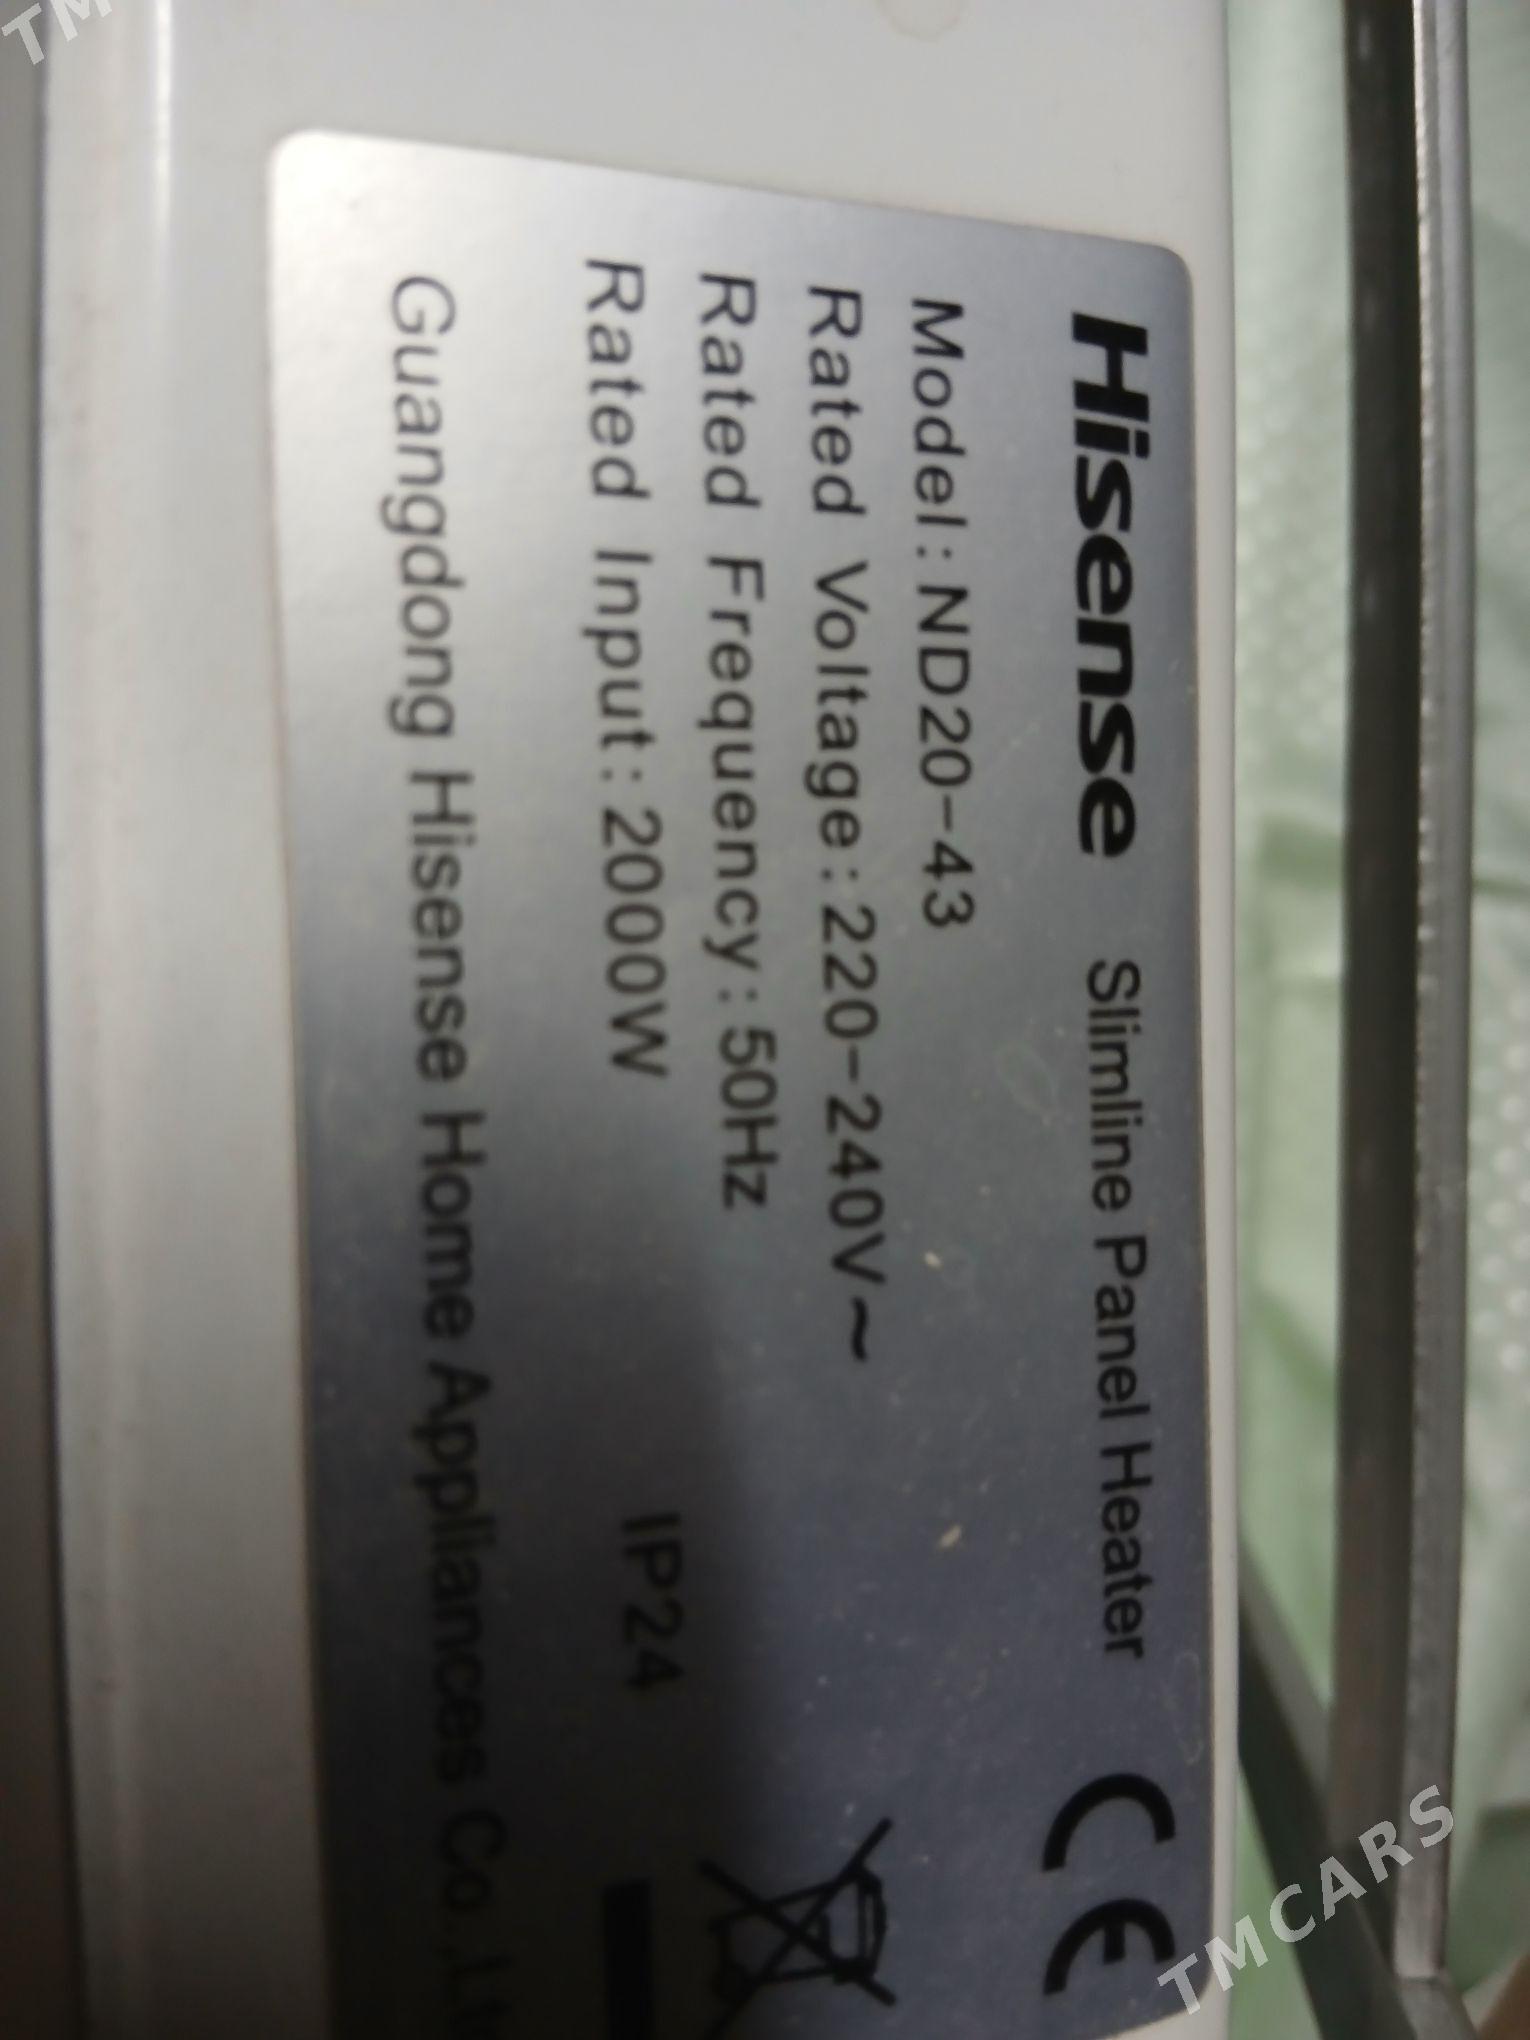 Hisense Slimline Panel Heater CE
Model: ND20-43
Rated Voltage: 220-240V~
Rated Frequency: 50Hz
Rated Input: 2000W IP24
Guangdong Hisense Home Appliances Co.,
TM
TMCARS